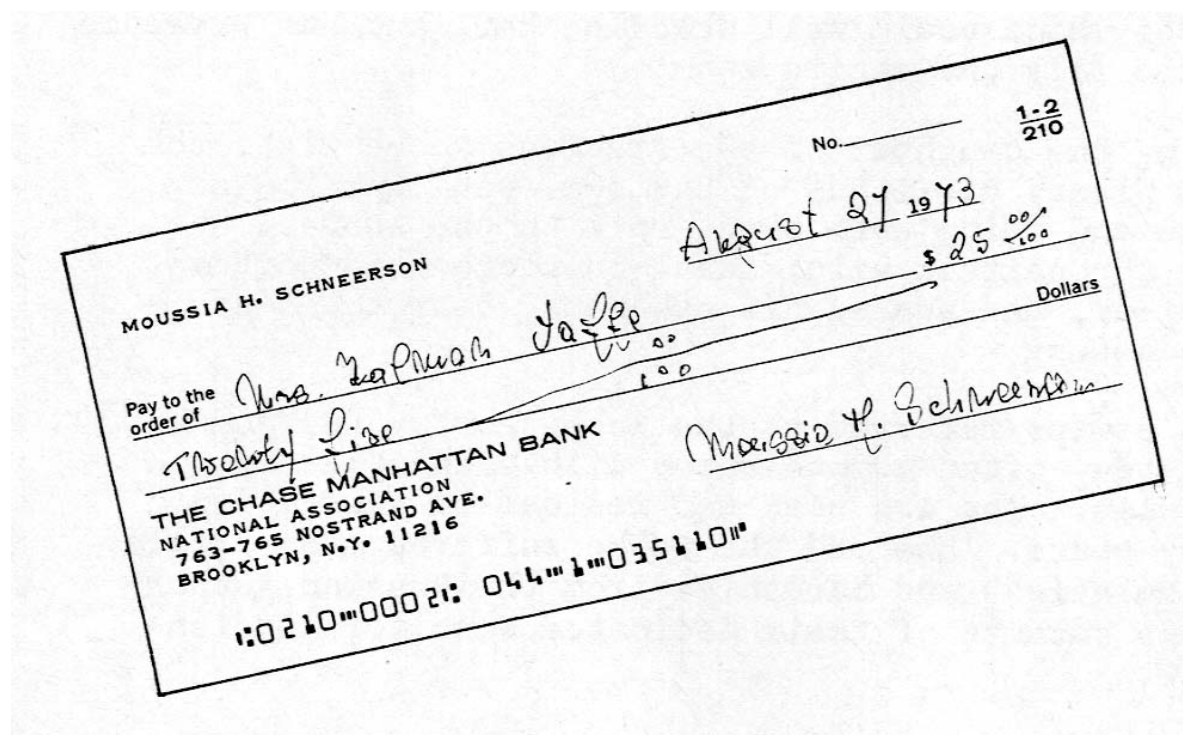 No.
1-2
210
August 27 1973
MOUSSIA H. SCHNEERSON
$ 25 00/100
Pay to the
order of Mrs. Zalman Jaffe
Twenty five 00/100 Dollars
THE CHASE MANHATTAN BANK
NATIONAL ASSOCIATION
763-765 NOSTRAND AVE.
BROOKLYN, N.Y. 11216
Moussia H. Schneerson
⑆0210⑉0002⑆ 044⑉1⑉035110⑈